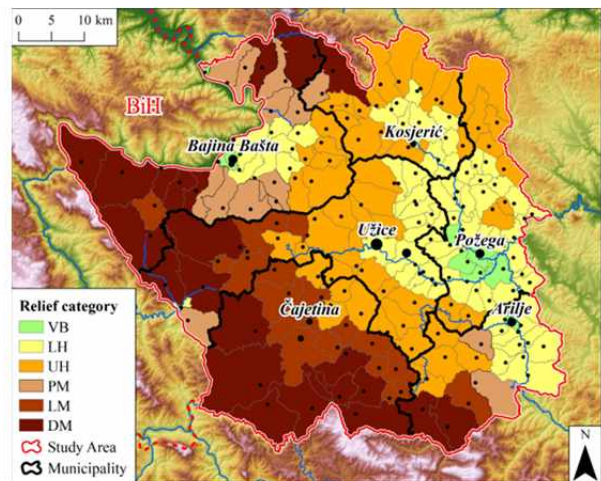 0 5 10 km
BiH
Kosjerić
Bajina Bašta
Užice
Požega
Čajetina
Arilje
Relief category
VB
LH
UH
PM
LM
DM
Study Area
Municipality
N